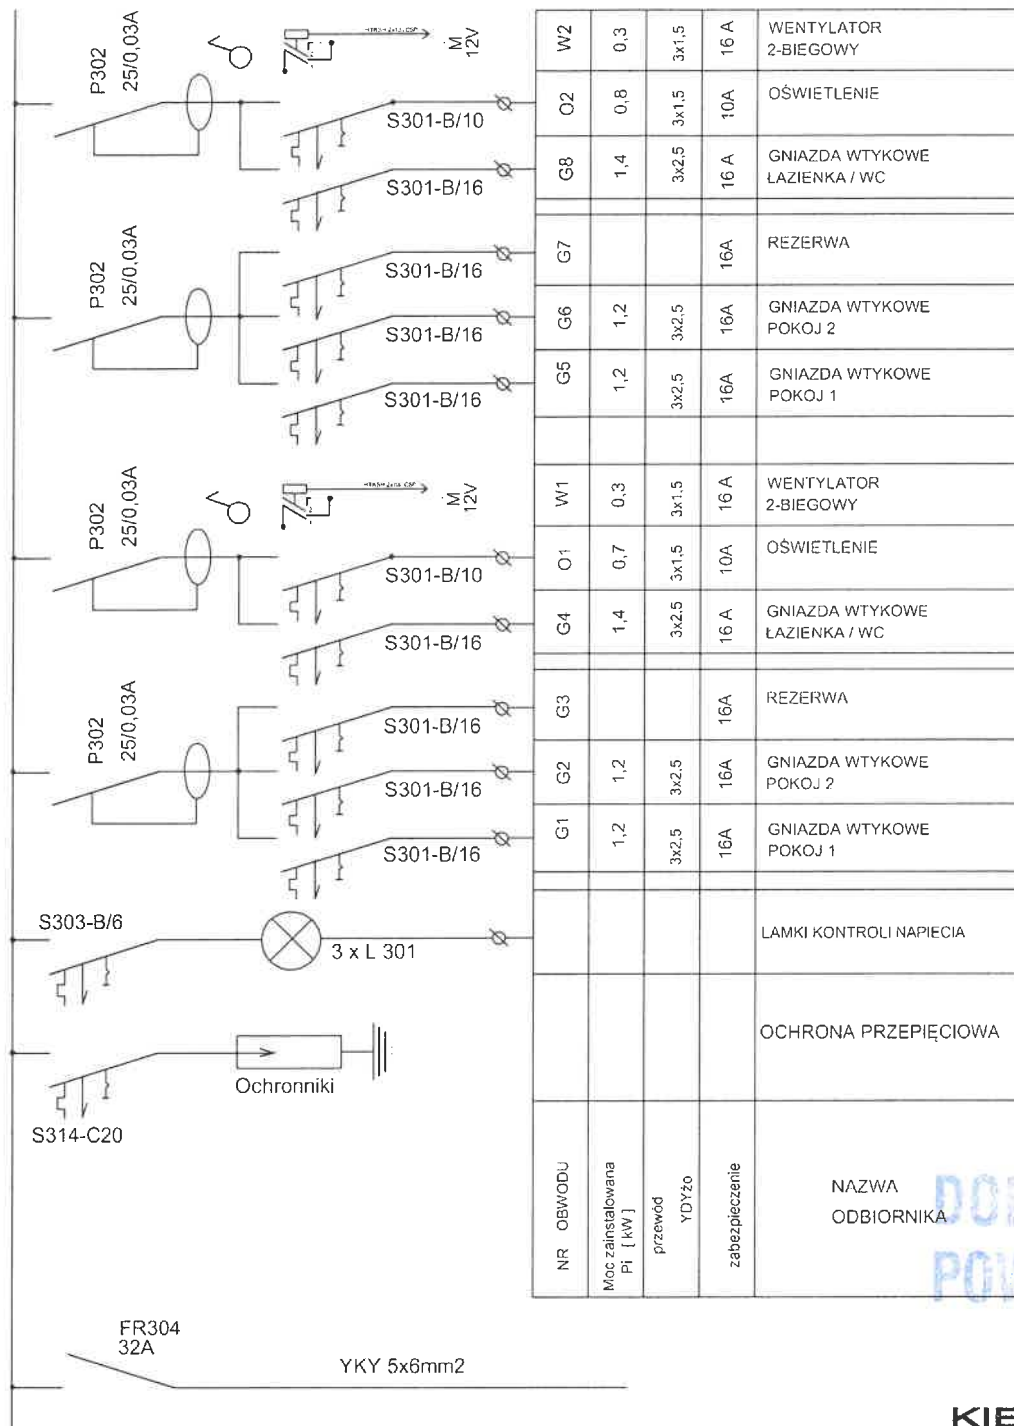 P302
25/0,03A
M
12V
S301-B/10
S301-B/16
W2 0,3 3x1,5 16 A WENTYLATOR
2-BIEGOWY
O2 0,8 3x1,5 10A OŚWIETLENIE
G8 1,4 3x2,5 16 A GNIAZDA WTYKOWE
ŁAZIENKA / WC
P302
25/0,03A
S301-B/16
S301-B/16
S301-B/16
G7 16A REZERWA
G6 1,2 3x2,5 16A GNIAZDA WTYKOWE
POKOJ 2
G5 1,2 3x2,5 16A GNIAZDA WTYKOWE
POKOJ 1
P302
25/0,03A
M
12V
S301-B/10
S301-B/16
W1 0,3 3x1,5 16 A WENTYLATOR
2-BIEGOWY
O1 0,7 3x1,5 10A OŚWIETLENIE
G4 1,4 3x2,5 16 A GNIAZDA WTYKOWE
ŁAZIENKA / WC
P302
25/0,03A
S301-B/16
S301-B/16
S301-B/16
G3 16A REZERWA
G2 1,2 3x2,5 16A GNIAZDA WTYKOWE
POKOJ 2
G1 1,2 3x2,5 16A GNIAZDA WTYKOWE
POKOJ 1
S303-B/6
3 x L 301
LAMKI KONTROLI NAPIECIA
Ochronniki
S314-C20
OCHRONA PRZEPIĘCIOWA
NR OBWODU
Moc zainstalowana
Pi [ kW ]
przewód
YDYżo
zabezpieczenie
NAZWA
ODBIORNIKA
FR304
32A
YKY 5x6mm2
KIE